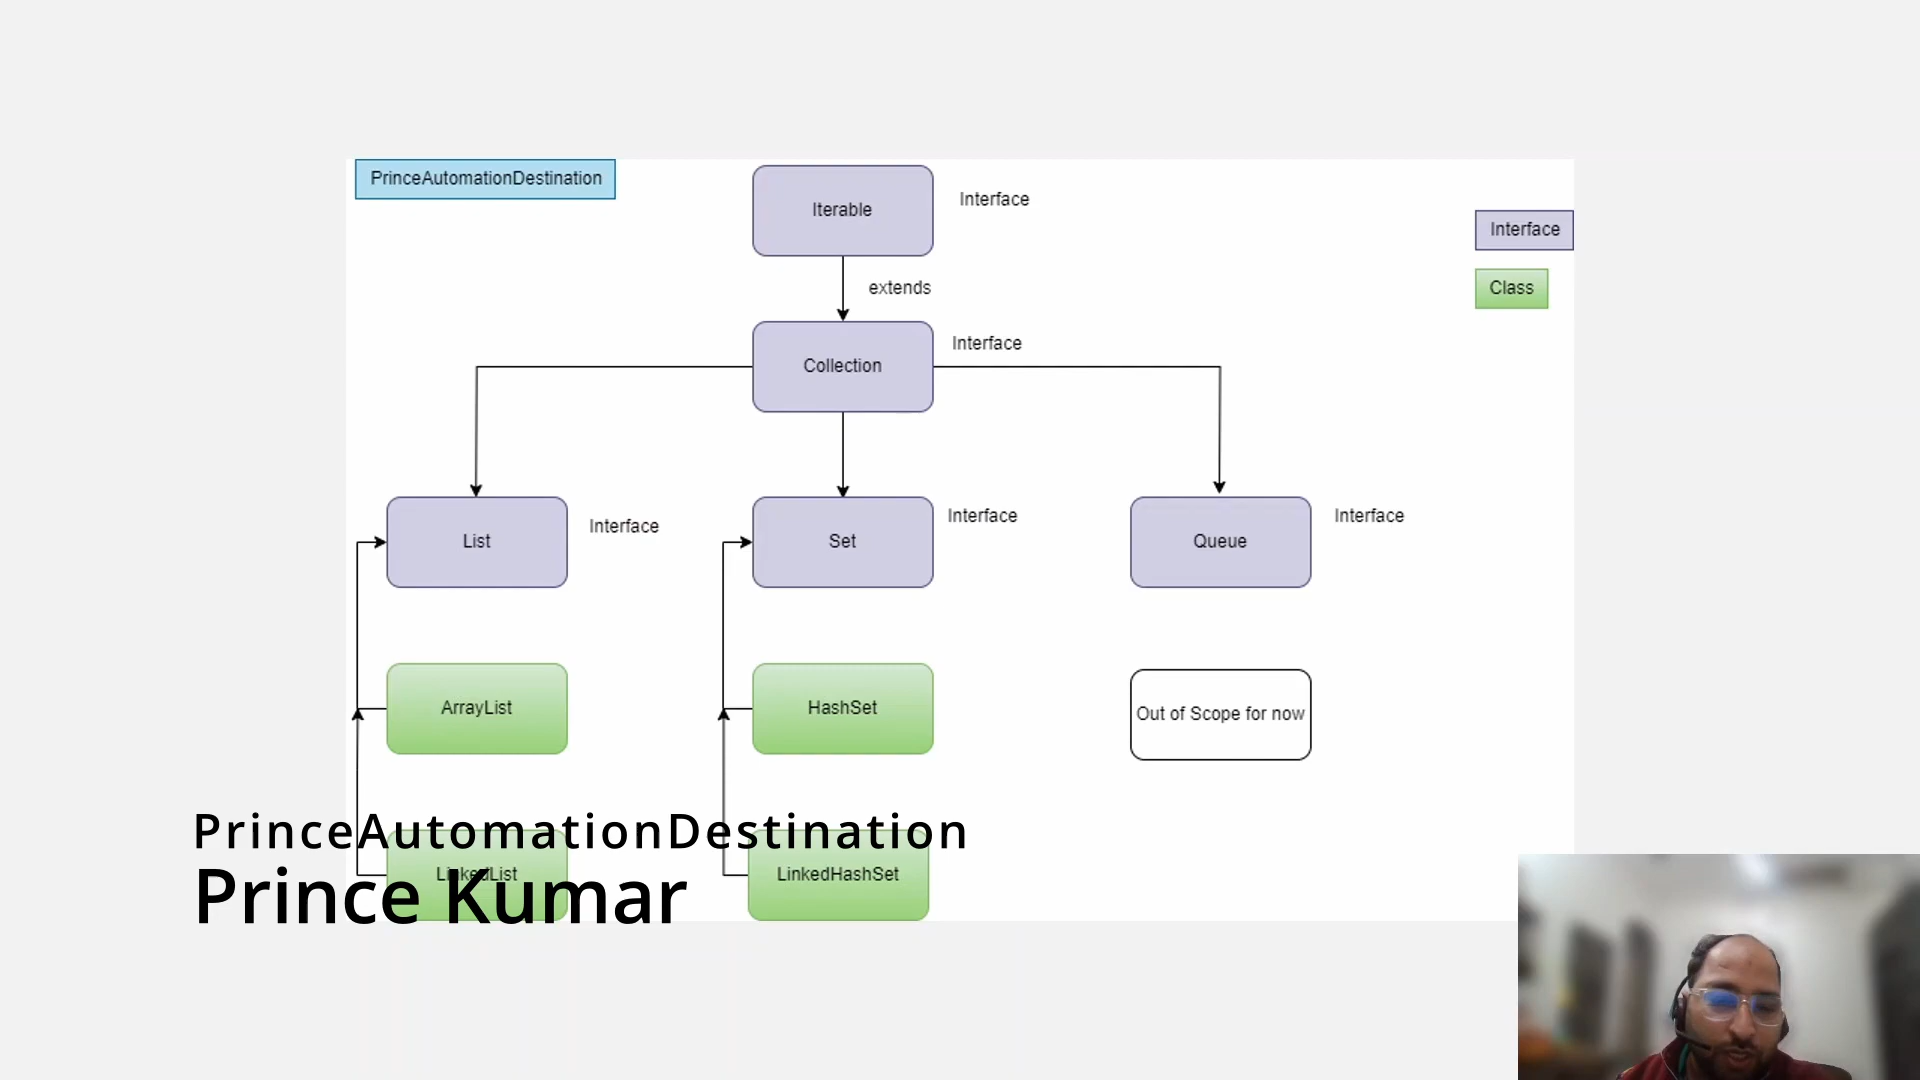 PrinceAutomationDestination
Iterable
Interface
Interface
Class
extends
Interface
Collection
List
Interface
Set
Interface
Queue
Interface
ArrayList
HashSet
Out of Scope for now
PrinceAutomationDestination
LinkedList
LinkedHashSet
Prince Kumar